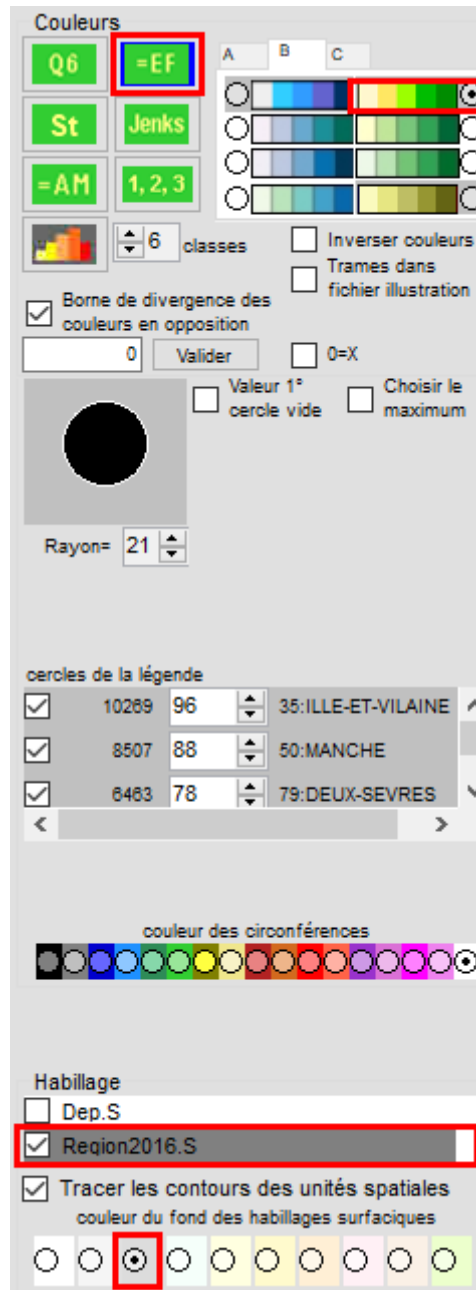 Couleurs
Q6
=EF
A
B
C
St
Jenks
=AM
1, 2, 3
6
classes
Inverser couleurs
Trames dans
fichier illustration
Borne de divergence des
couleurs en opposition
0
Valider
0=X
Valeur 1°
cercle vide
Choisir le
maximum
Rayon=
21
cercles de la légende
10269 96 35:ILLE-ET-VILAINE
8507 88 50:MANCHE
6463 78 79:DEUX-SEVRES
couleur des circonférences
Habillage
Dep.S
Region2016.S
Tracer les contours des unités spatiales
couleur du fond des habillages surfaciques